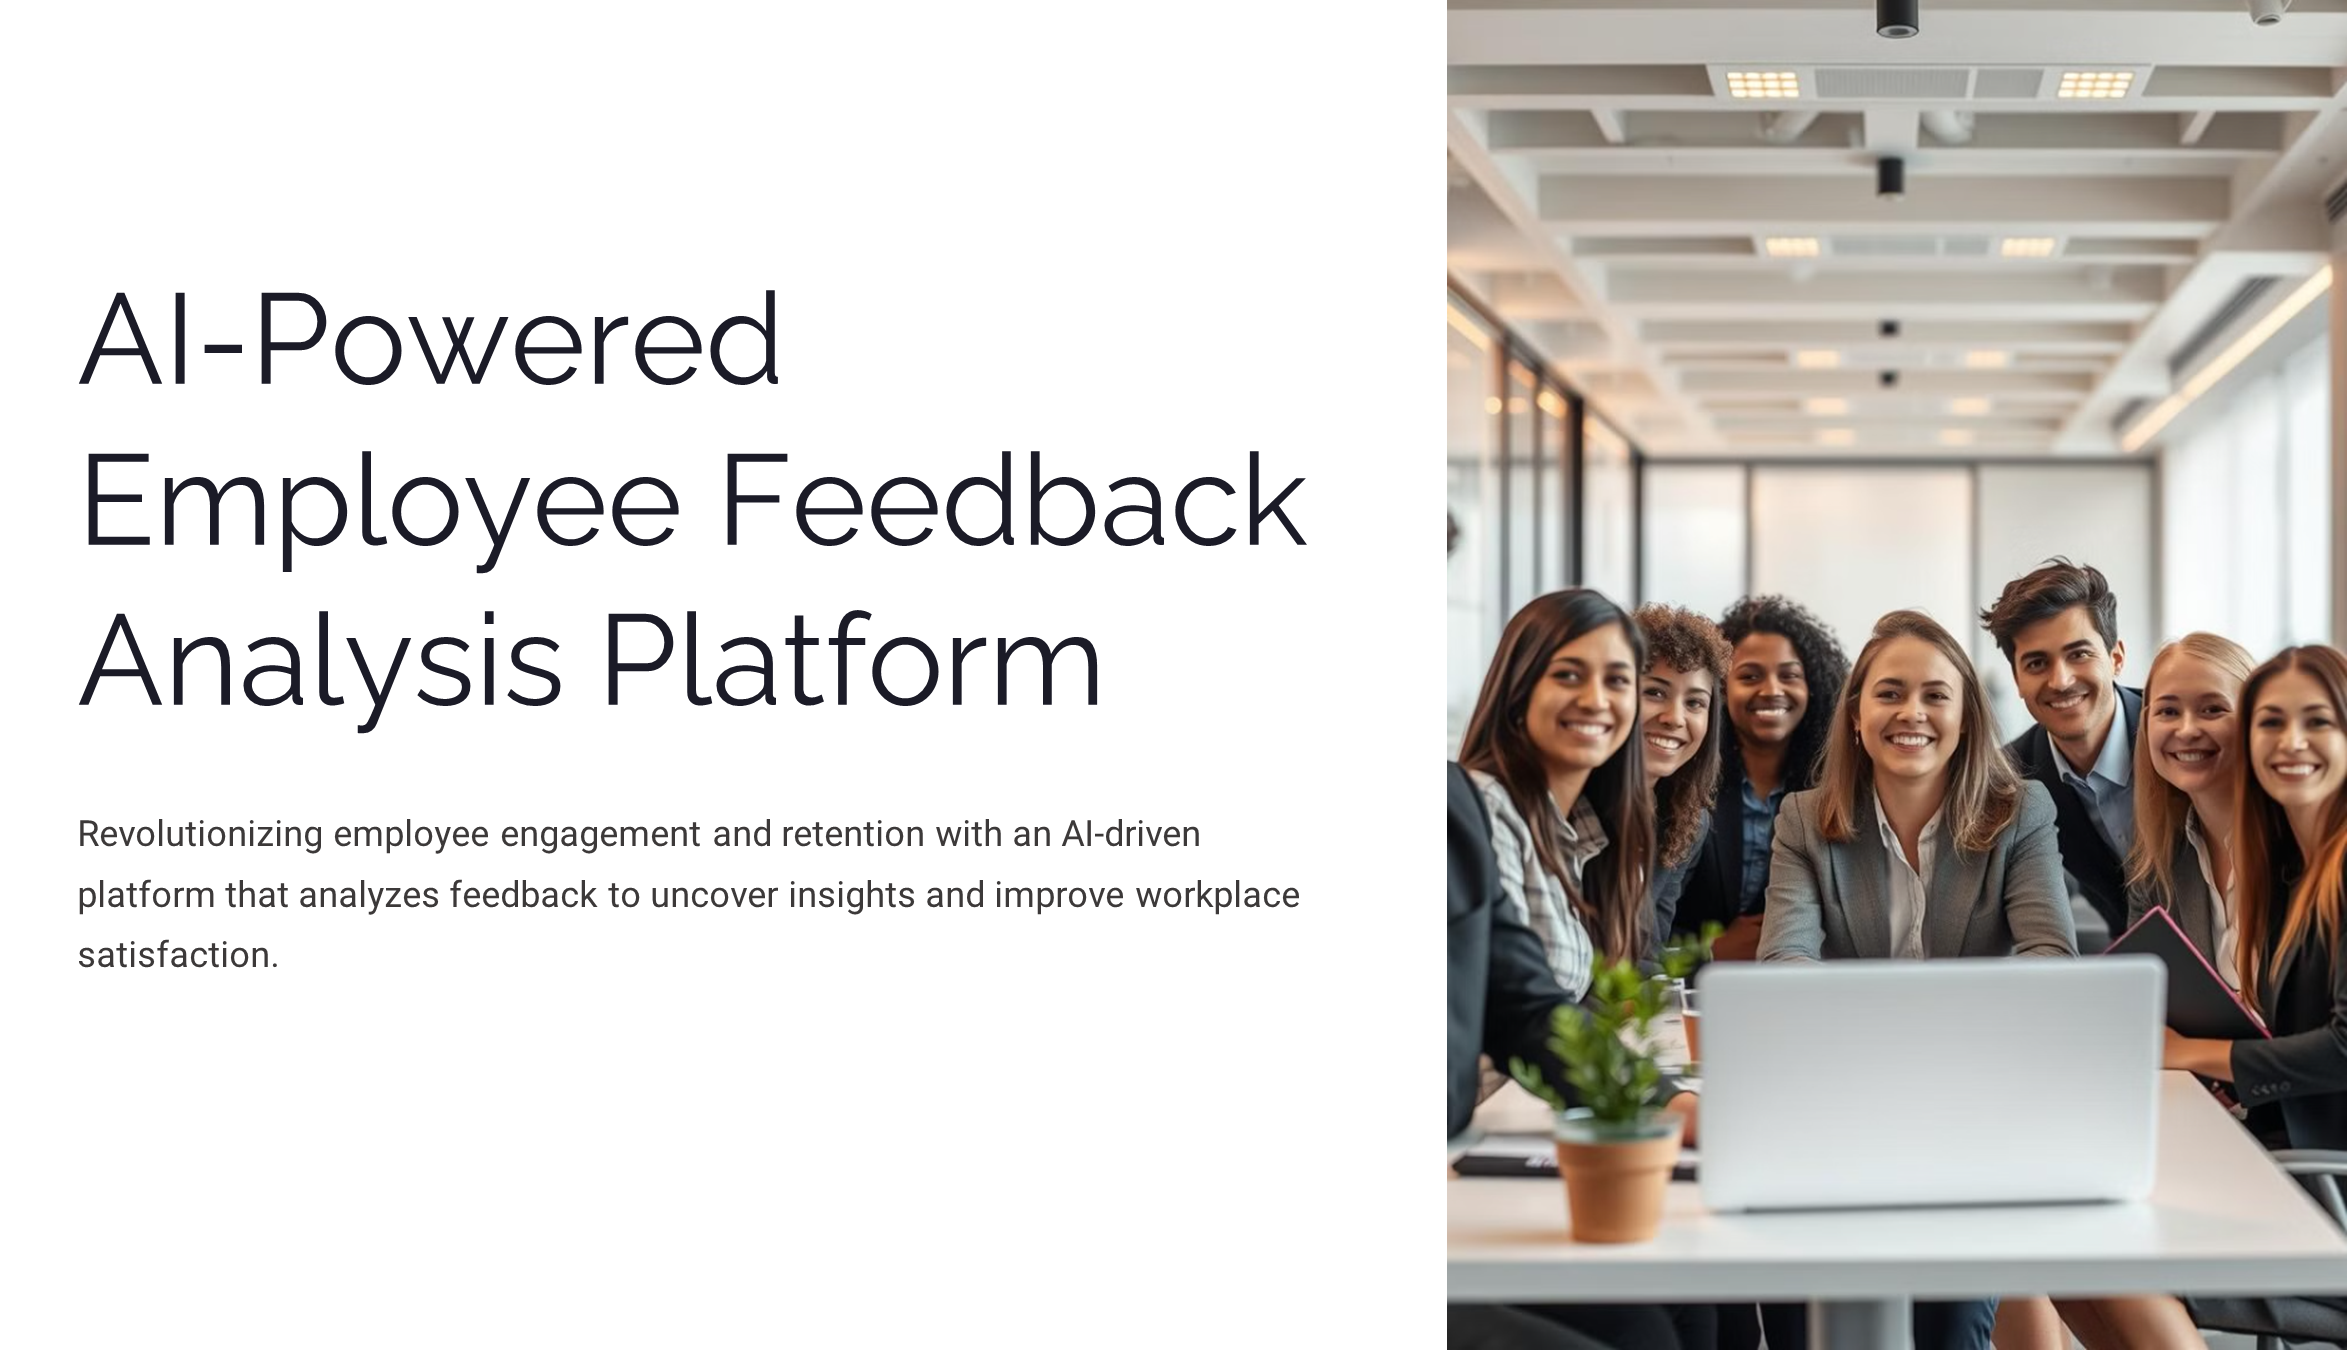 AI-Powered
Employee Feedback
Analysis Platform
Revolutionizing employee engagement and retention with an AI-driven
platform that analyzes feedback to uncover insights and improve workplace
satisfaction.